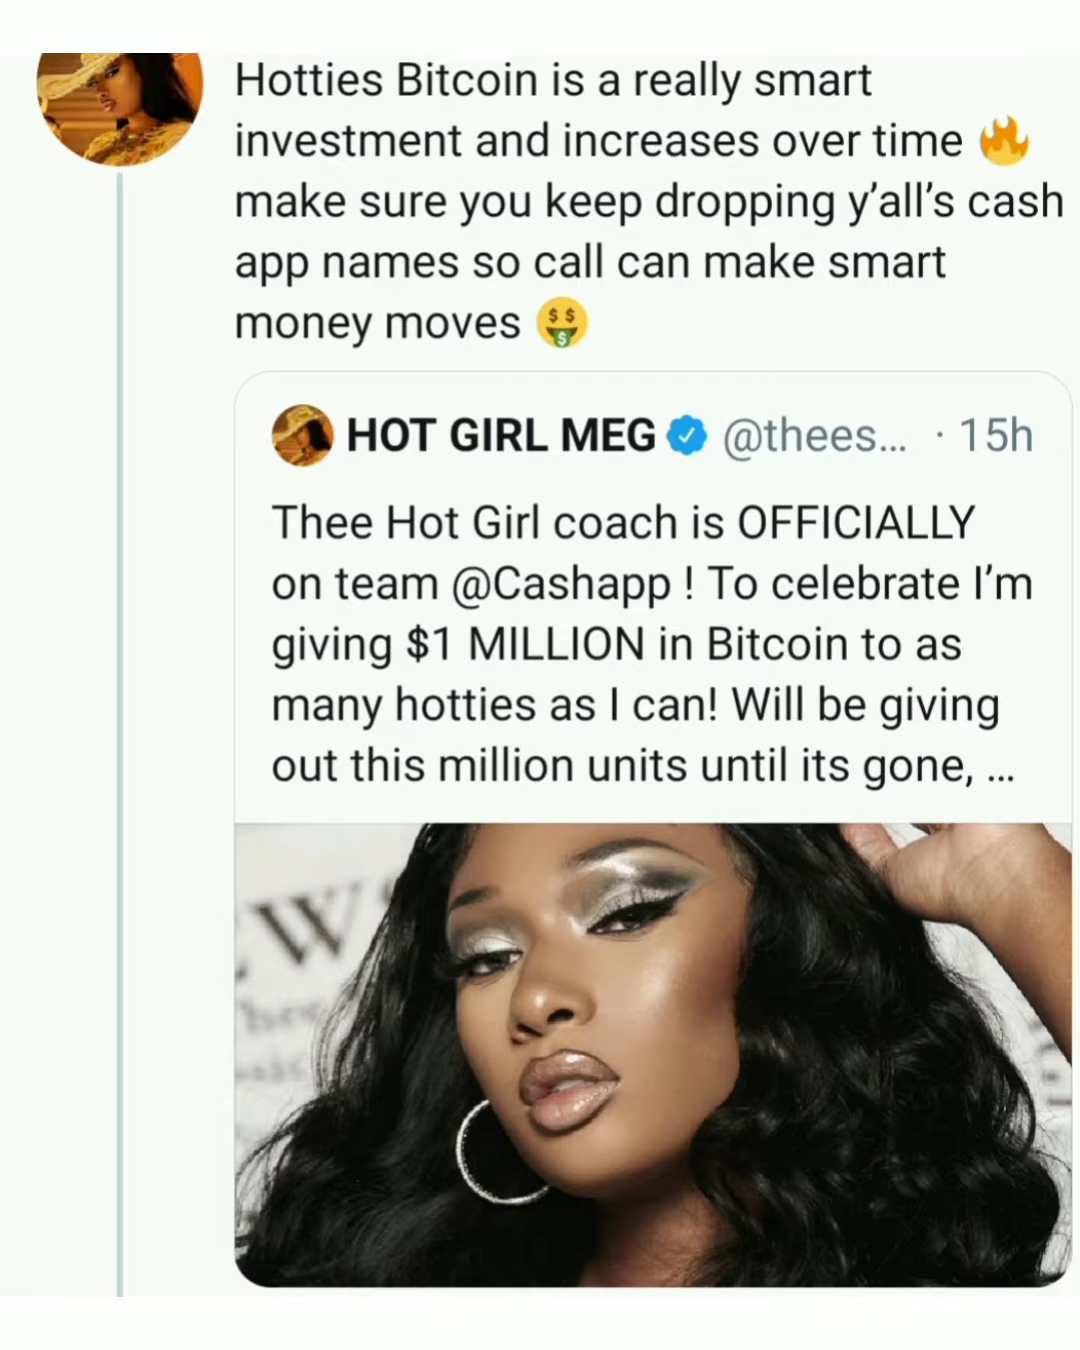 Hotties Bitcoin is a really smart
investment and increases over time 🔥
make sure you keep dropping y'all's cash
app names so call can make smart
money moves 🤑
HOT GIRL MEG @thees... · 15h
Thee Hot Girl coach is OFFICIALLY
on team @Cashapp ! To celebrate I'm
giving $1 MILLION in Bitcoin to as
many hotties as I can! Will be giving
out this million units until its gone, ...
W